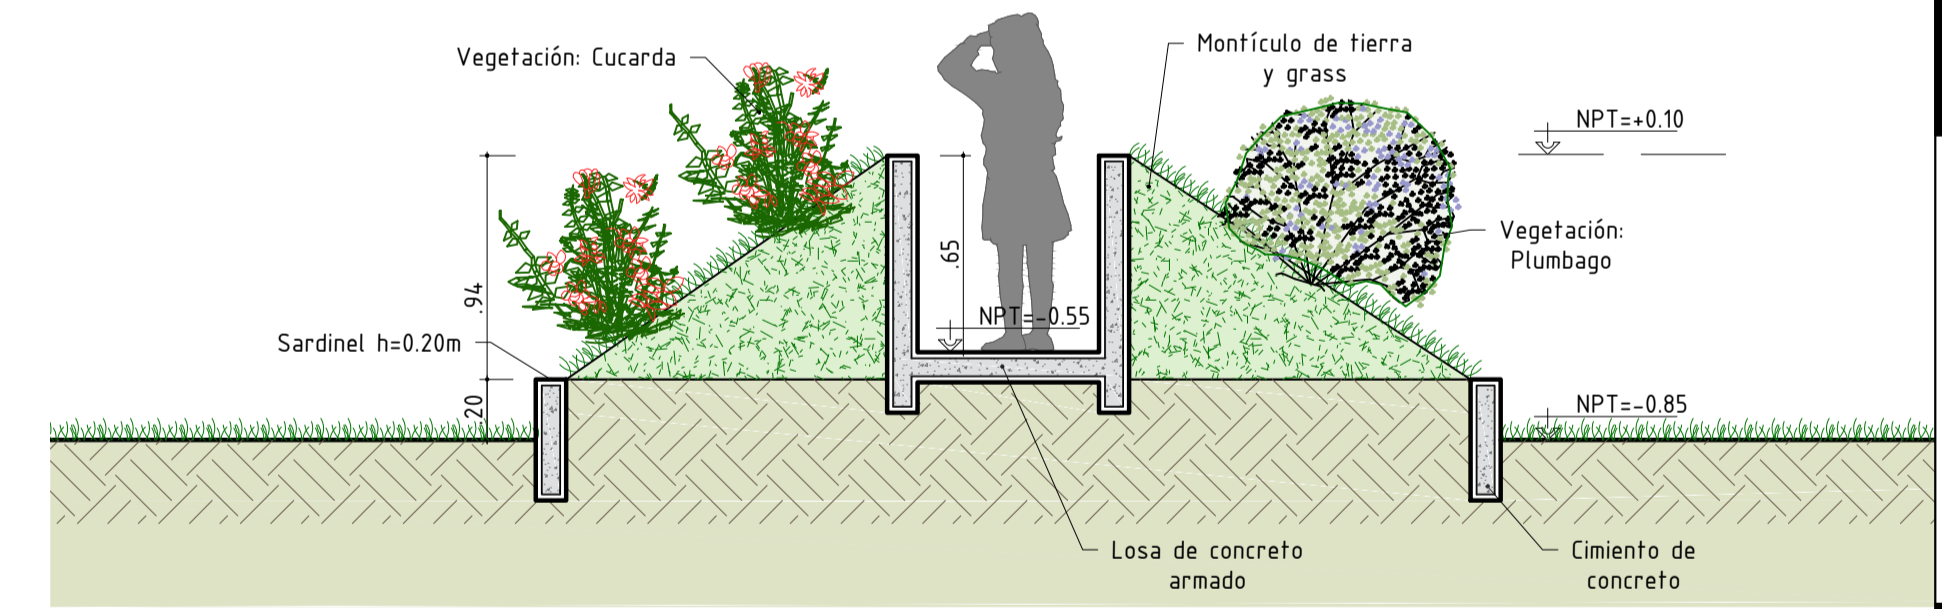 Vegetación: Cucarda
Montículo de tierra
y grass
NPT=+0.10
Vegetación:
Plumbago
.65
.94
NPT=-0.55
Sardinel h=0.20m
.20
NPT=-0.85
Losa de concreto
armado
Cimiento de
concreto